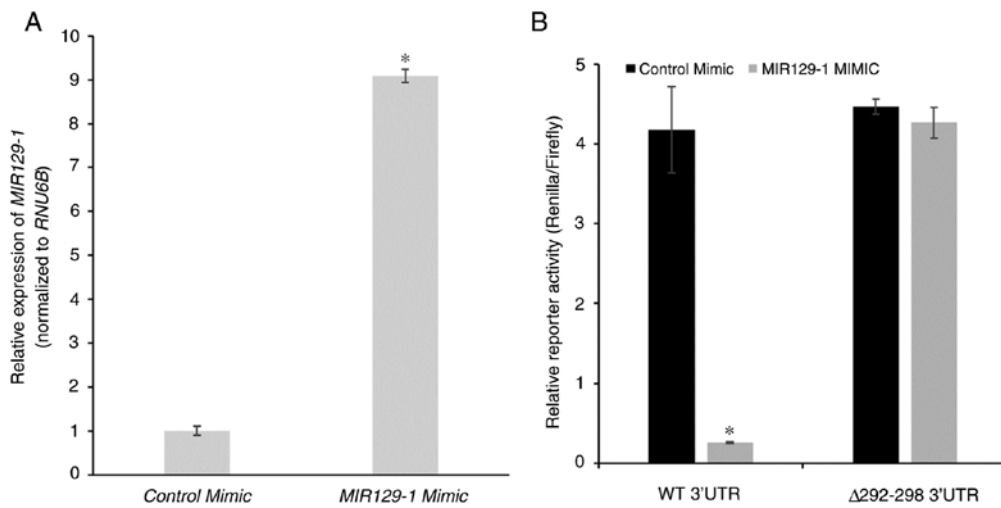 A
Relative expression of MIR129-1
(normalized to RNU6B)
10
9
8
7
6
5
4
3
2
1
0
*
Control Mimic
MIR129-1 Mimic
B
Control Mimic
MIR129-1 MIMIC
Relative reporter activity (Renilla/Firefly)
5
4
3
2
1
0
*
WT 3'UTR
Δ292-298 3'UTR